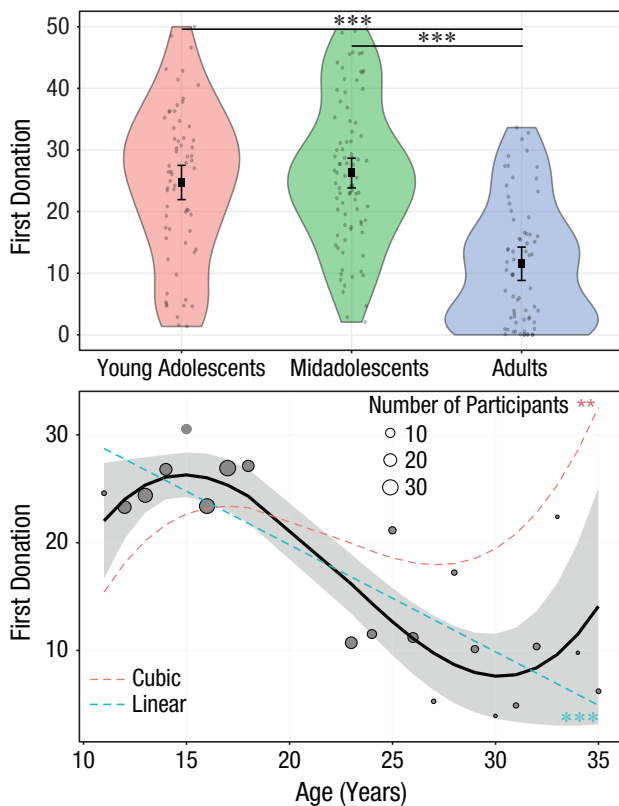 50
40
30
20
10
0
First Donation
***
***
Young Adolescents
Midadolescents
Adults
30
20
10
First Donation
Number of Participants
10
20
30
**
Cubic
Linear
***
10
15
20
25
30
35
Age (Years)